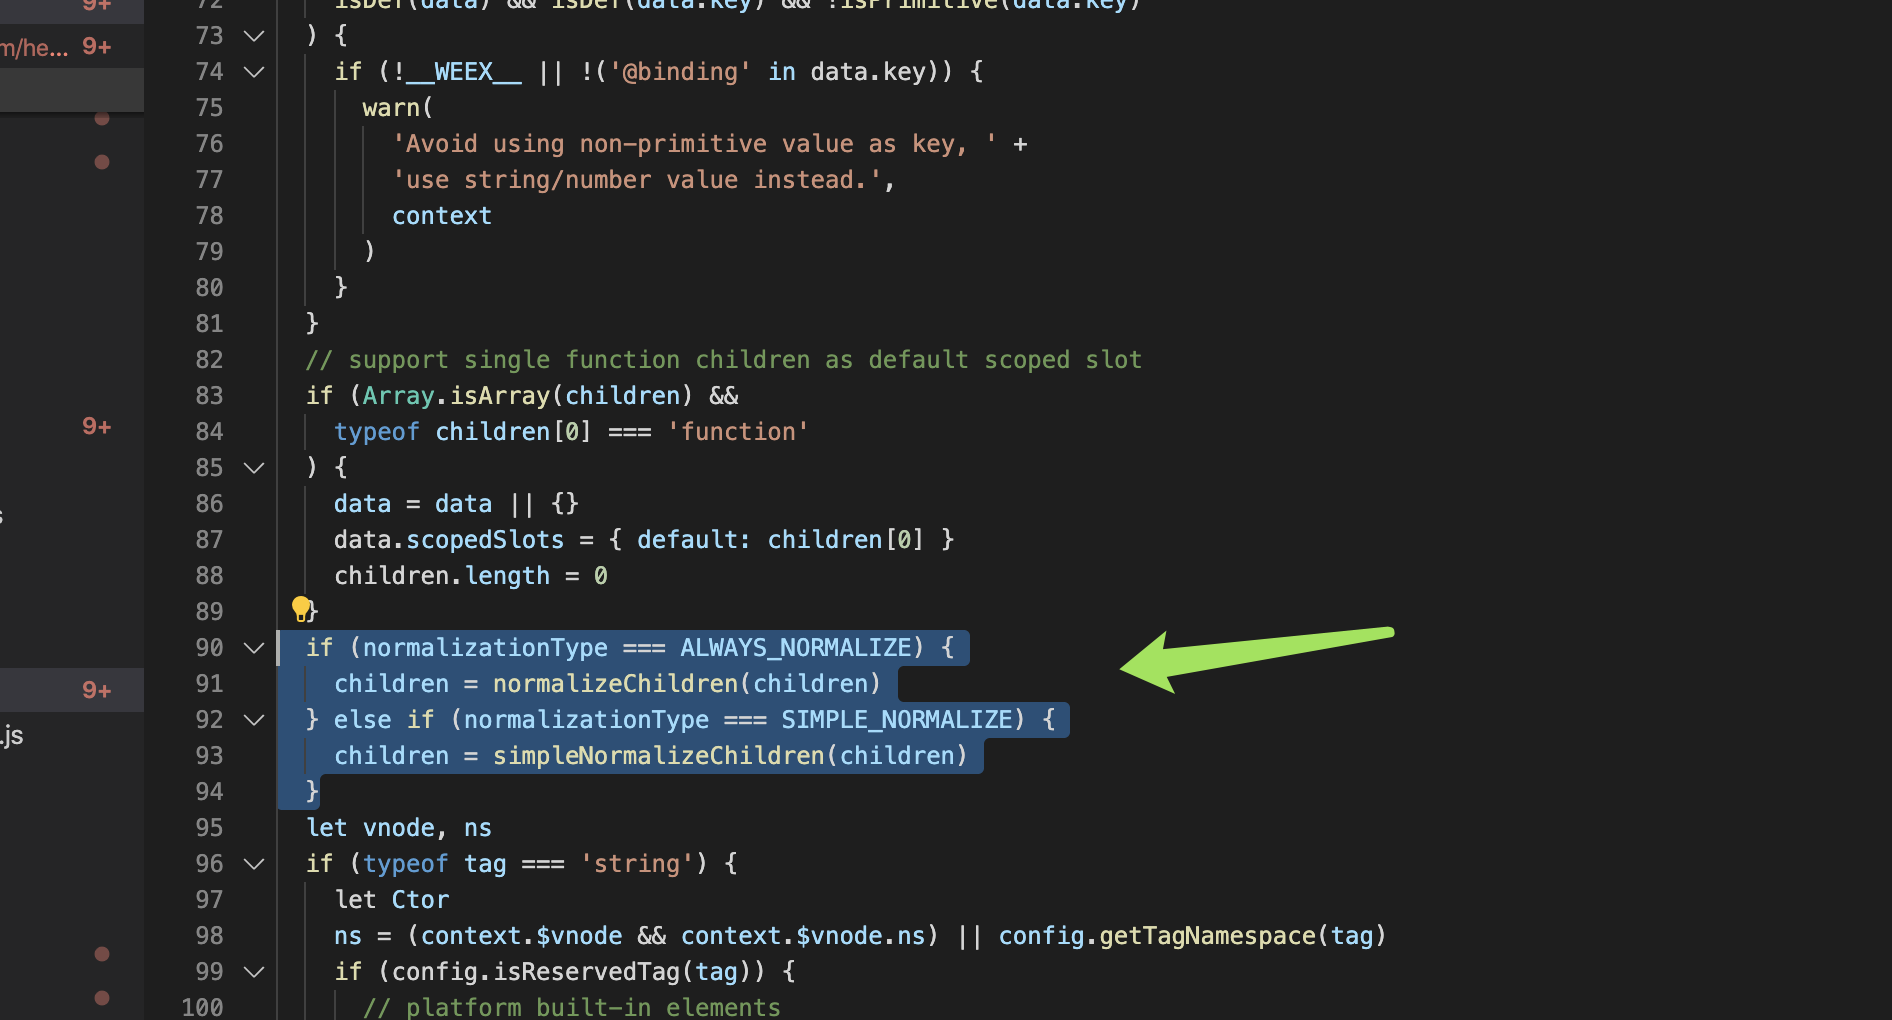 9+
72 isDef(data) && isDef(data.key) && !isPrimitive(data.key)
73 ) {
m/he... 9+
74 if (!__WEEX__ || !('@binding' in data.key)) {
75 warn(
76 'Avoid using non-primitive value as key, ' +
77 'use string/number value instead.',
78 context
79 )
80 }
81 }
82 // support single function children as default scoped slot
83 if (Array.isArray(children) &&
9+
84 typeof children[0] === 'function'
85 ) {
86 data = data || {}
s
87 data.scopedSlots = { default: children[0] }
88 children.length = 0
89 }
90 if (normalizationType === ALWAYS_NORMALIZE) {
91 children = normalizeChildren(children)
9+
92 } else if (normalizationType === SIMPLE_NORMALIZE) {
.js
93 children = simpleNormalizeChildren(children)
94 }
95 let vnode, ns
96 if (typeof tag === 'string') {
97 let Ctor
98 ns = (context.$vnode && context.$vnode.ns) || config.getTagNamespace(tag)
99 if (config.isReservedTag(tag)) {
100 // platform built-in elements